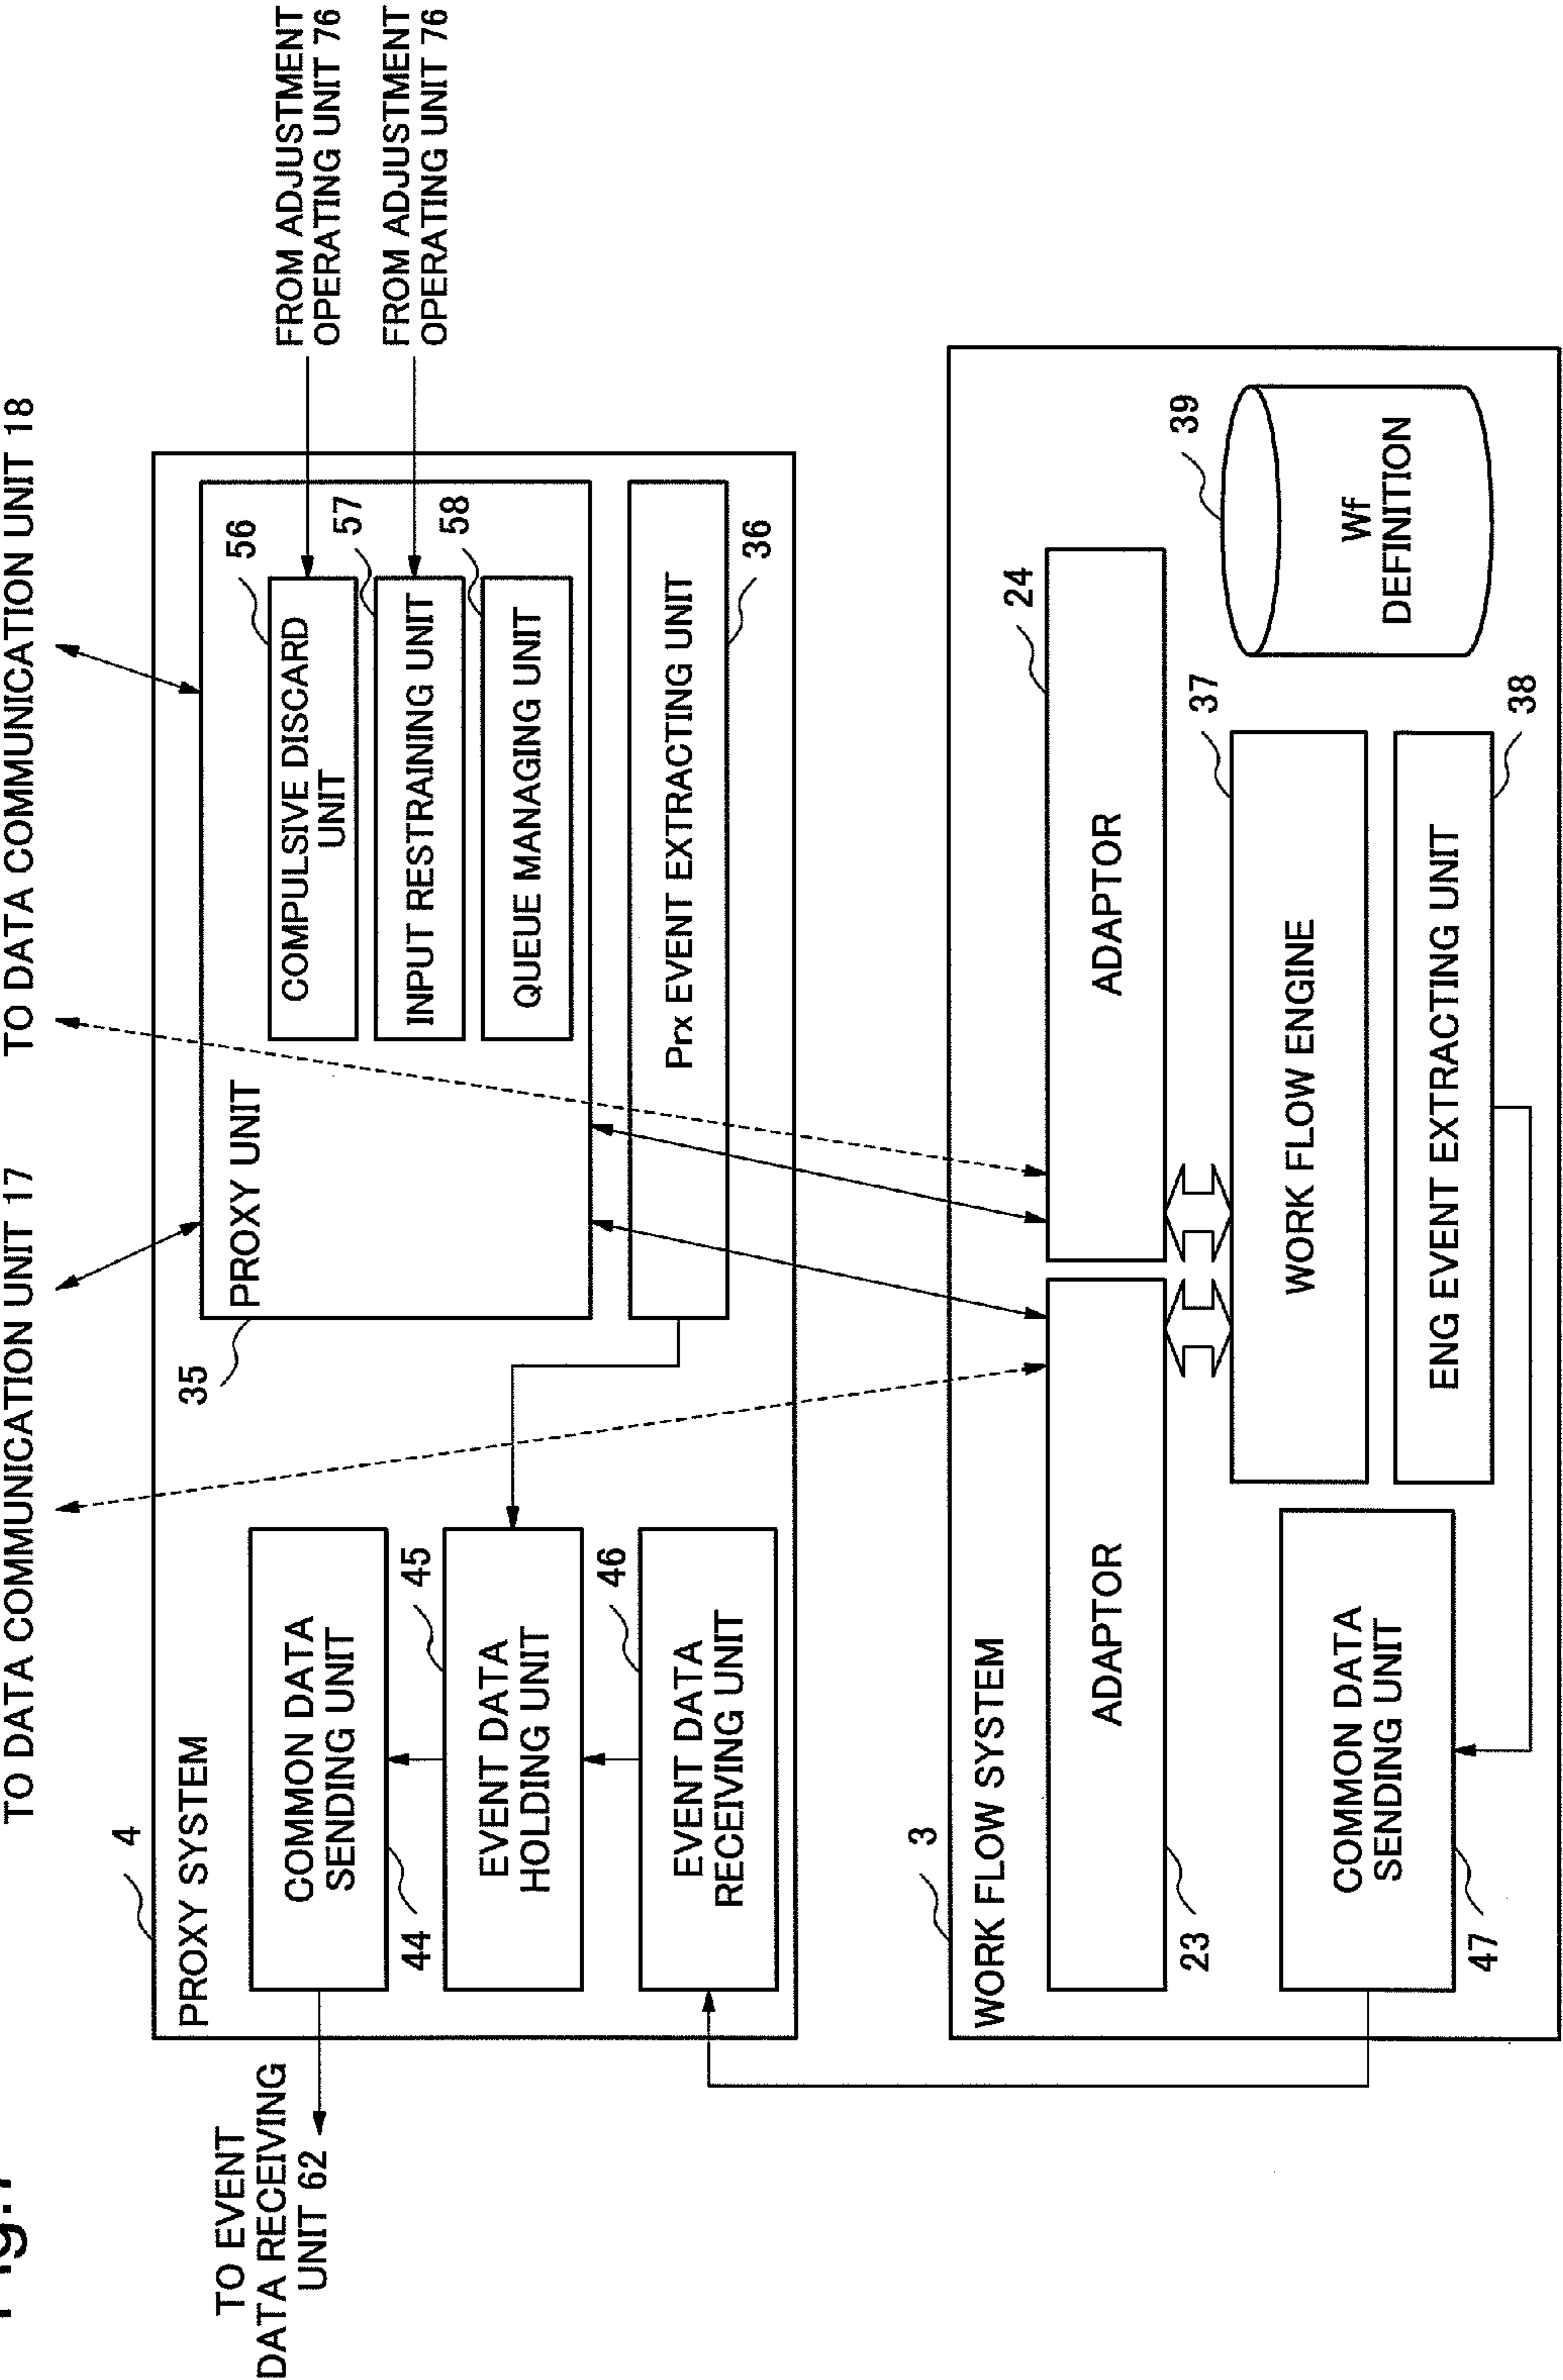 Fig.7
TO DATA COMMUNICATION UNIT 17
TO DATA COMMUNICATION UNIT 18
4
PROXY SYSTEM
TO EVENT
DATA RECEIVING
UNIT 62
COMMON DATA
SENDING UNIT
44
EVENT DATA
HOLDING UNIT
45
EVENT DATA
RECEIVING UNIT
46
35
PROXY UNIT
COMPULSIVE DISCARD
UNIT
56
INPUT RESTRAINING UNIT
57
QUEUE MANAGING UNIT
58
Prx EVENT EXTRACTING UNIT
36
FROM ADJUSTMENT
OPERATING UNIT 76
FROM ADJUSTMENT
OPERATING UNIT 76
3
WORK FLOW SYSTEM
ADAPTOR
23
ADAPTOR
24
COMMON DATA
SENDING UNIT
47
WORK FLOW ENGINE
37
ENG EVENT EXTRACTING UNIT
38
Wf
DEFINITION
39